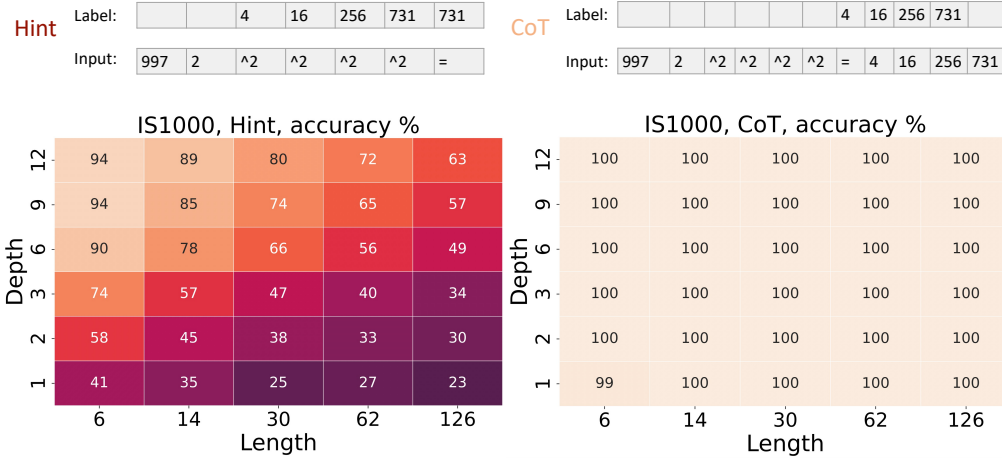 Hint
Label: 4 16 256 731 731
Input: 997 2 ^2 ^2 ^2 ^2 =
CoT
Label: 4 16 256 731
Input: 997 2 ^2 ^2 ^2 ^2 = 4 16 256 731
IS1000, Hint, accuracy %
Depth
12 94 89 80 72 63
9 94 85 74 65 57
6 90 78 66 56 49
3 74 57 47 40 34
2 58 45 38 33 30
1 41 35 25 27 23
6 14 30 62 126
Length
IS1000, CoT, accuracy %
Depth
12 100 100 100 100 100
9 100 100 100 100 100
6 100 100 100 100 100
3 100 100 100 100 100
2 100 100 100 100 100
1 99 100 100 100 100
6 14 30 62 126
Length